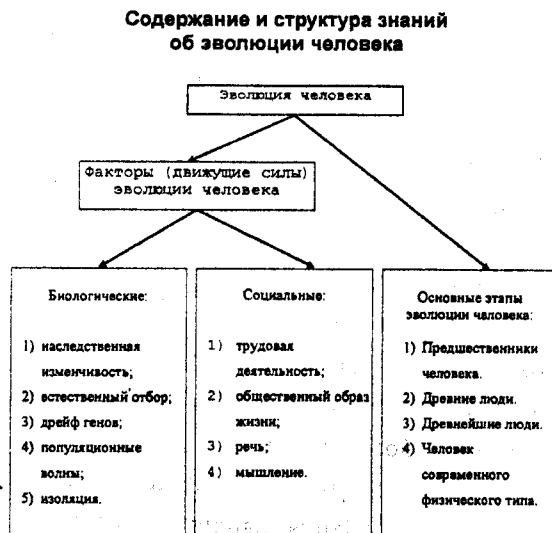 Содержание и структура знаний
об эволюции человека
Эволюция человека
Факторы (движущие силы)
эволюции человека
Биологические:
1) наследственная
изменчивость;
2) естественный отбор;
3) дрейф генов;
4) популяционные
волны;
5) изоляция.
Социальные:
1) трудовая
деятельность;
2) общественный образ
жизни;
3) речь;
4) мышление.
Основные этапы
эволюции человека:
1) Предшественники
человека.
2) Древние люди.
3) Древнейшие люди.
4) Человек
современного
физического типа.